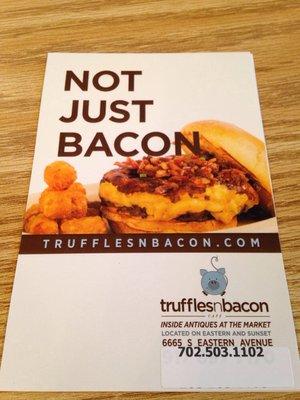 NOT
JUST
BACON
TRUFFLESNBACON.COM
trufflesnbacon
CAFE
INSIDE ANTIQUES AT THE MARKET
LOCATED ON EASTERN AND SUNSET
6665 S EASTERN AVENUE
702.503.1102